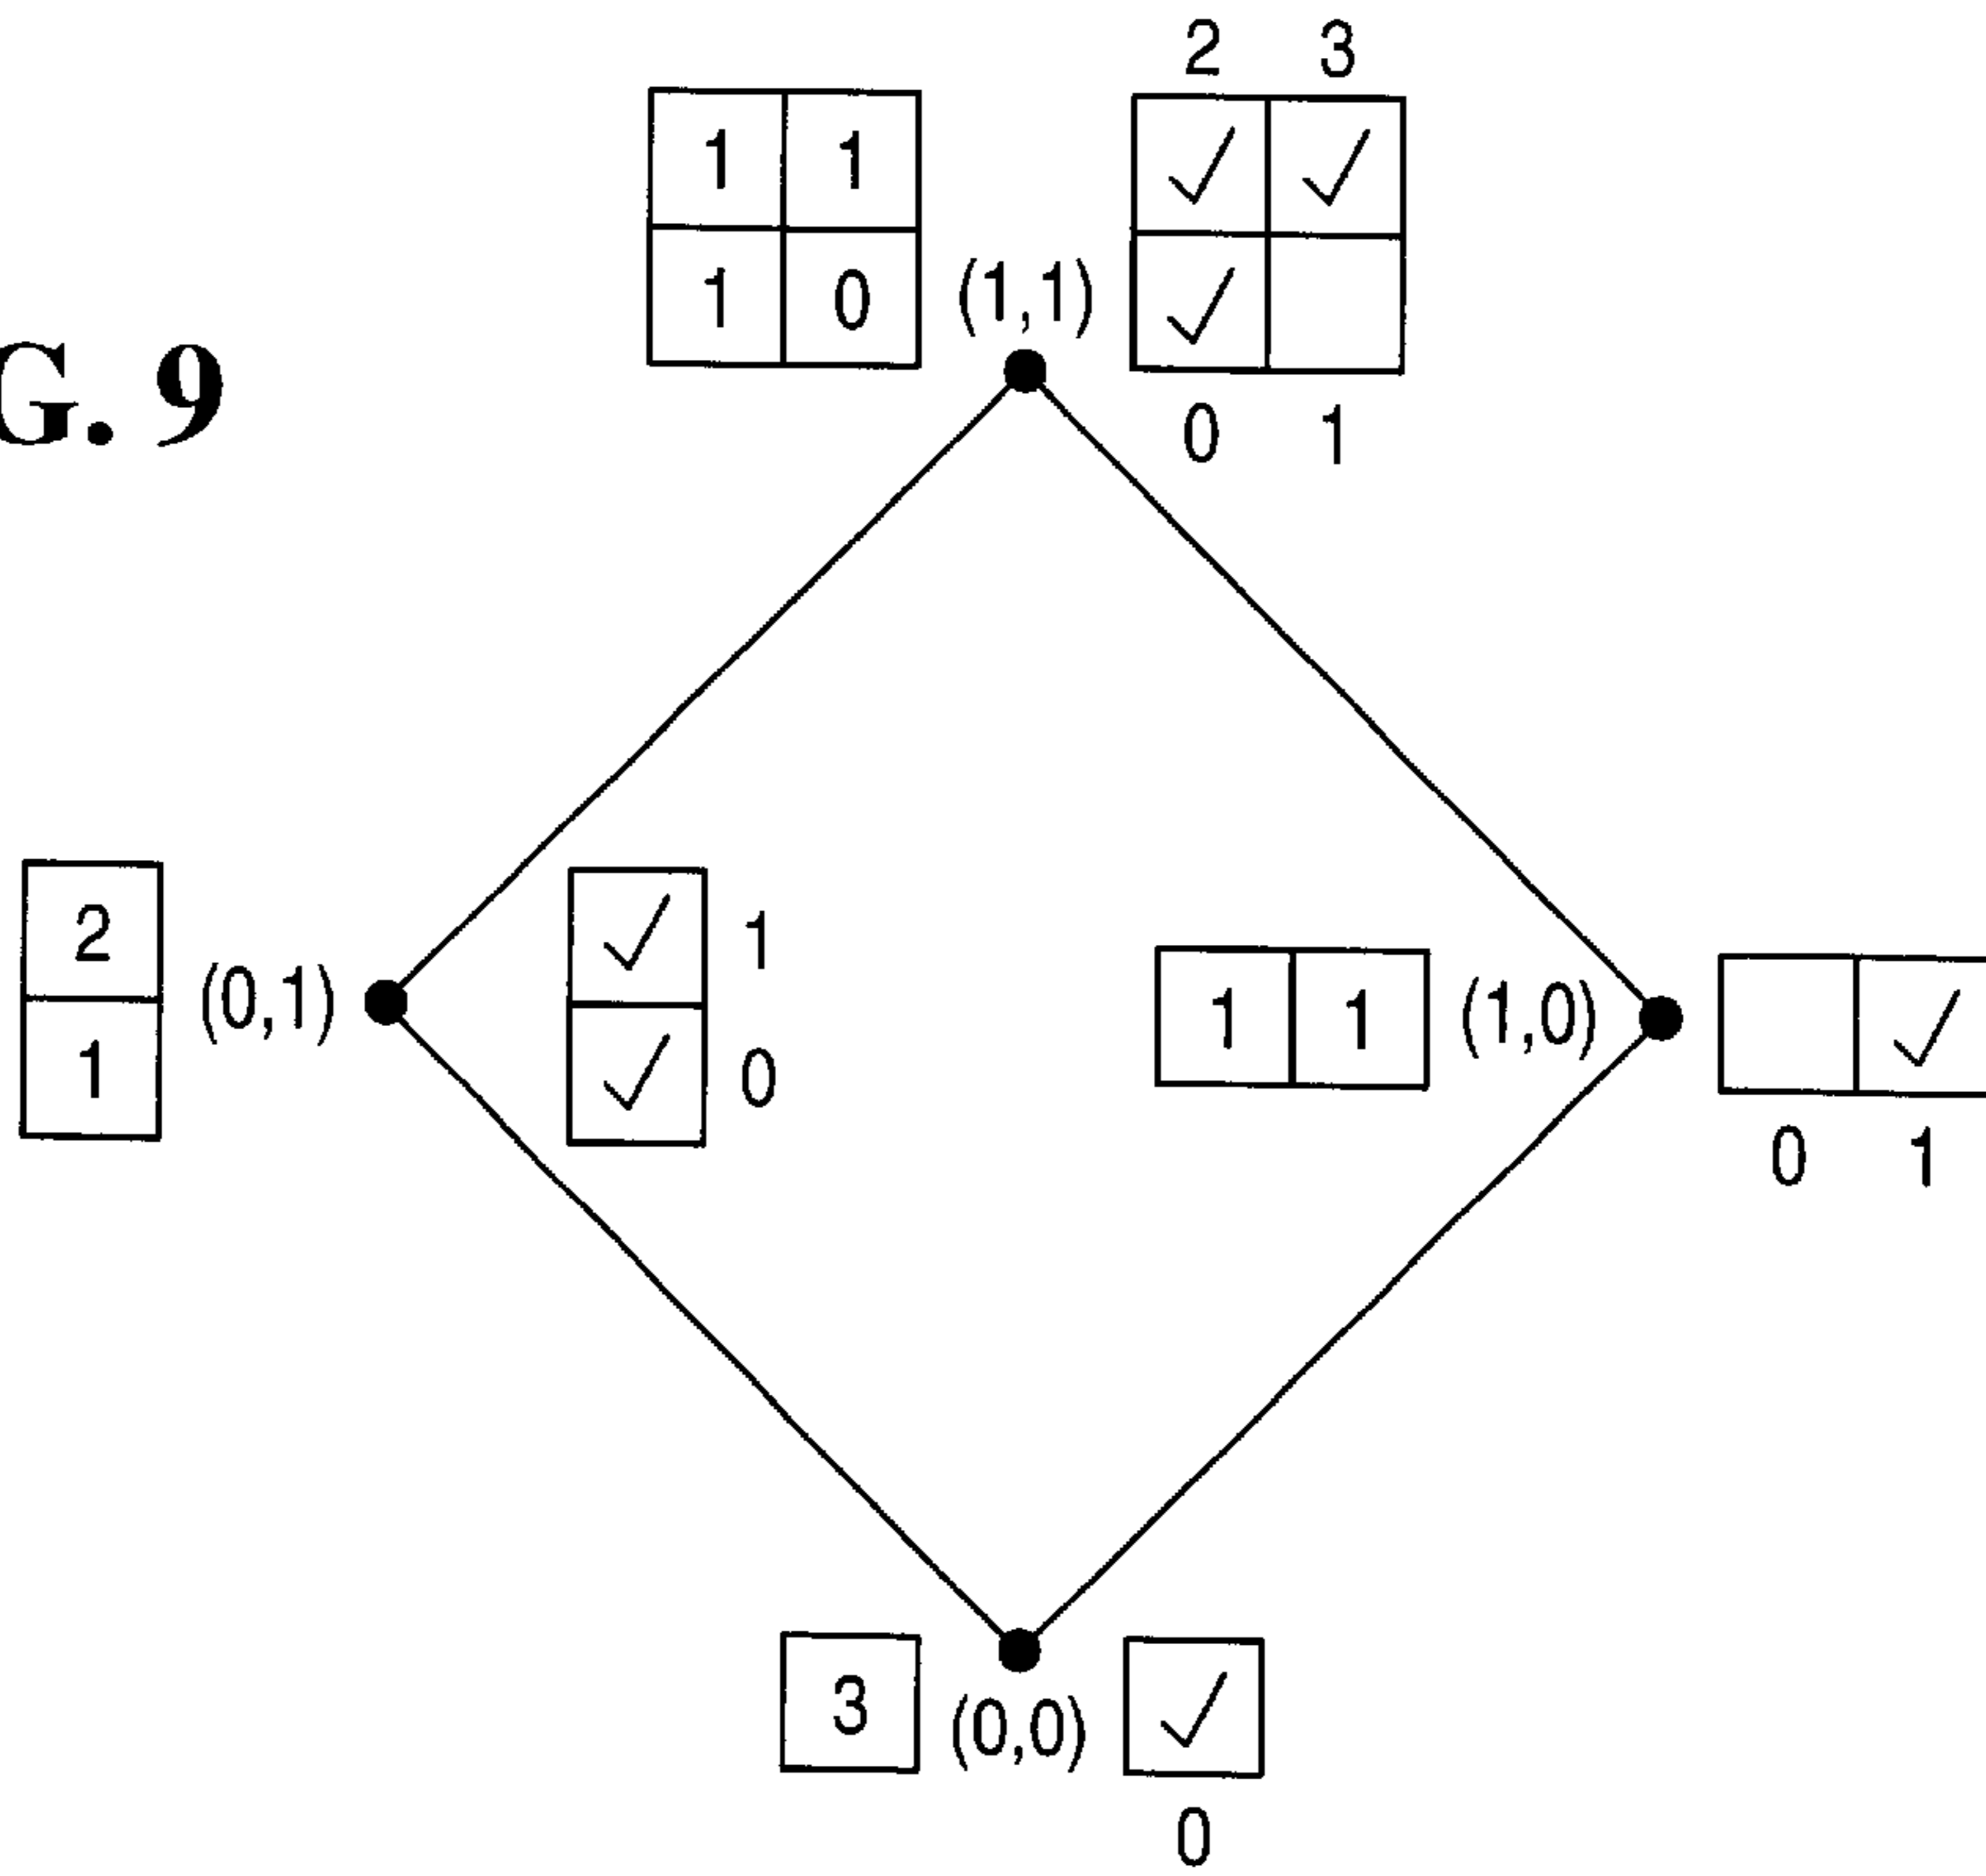 2 3
1 1 ✓ ✓
1 0 (1,1) ✓
0 1
G. 9
2 (0,1) ✓ 1
1 ✓ 0
1 1 (1,0) ✓
0 1
3 (0,0) ✓
0